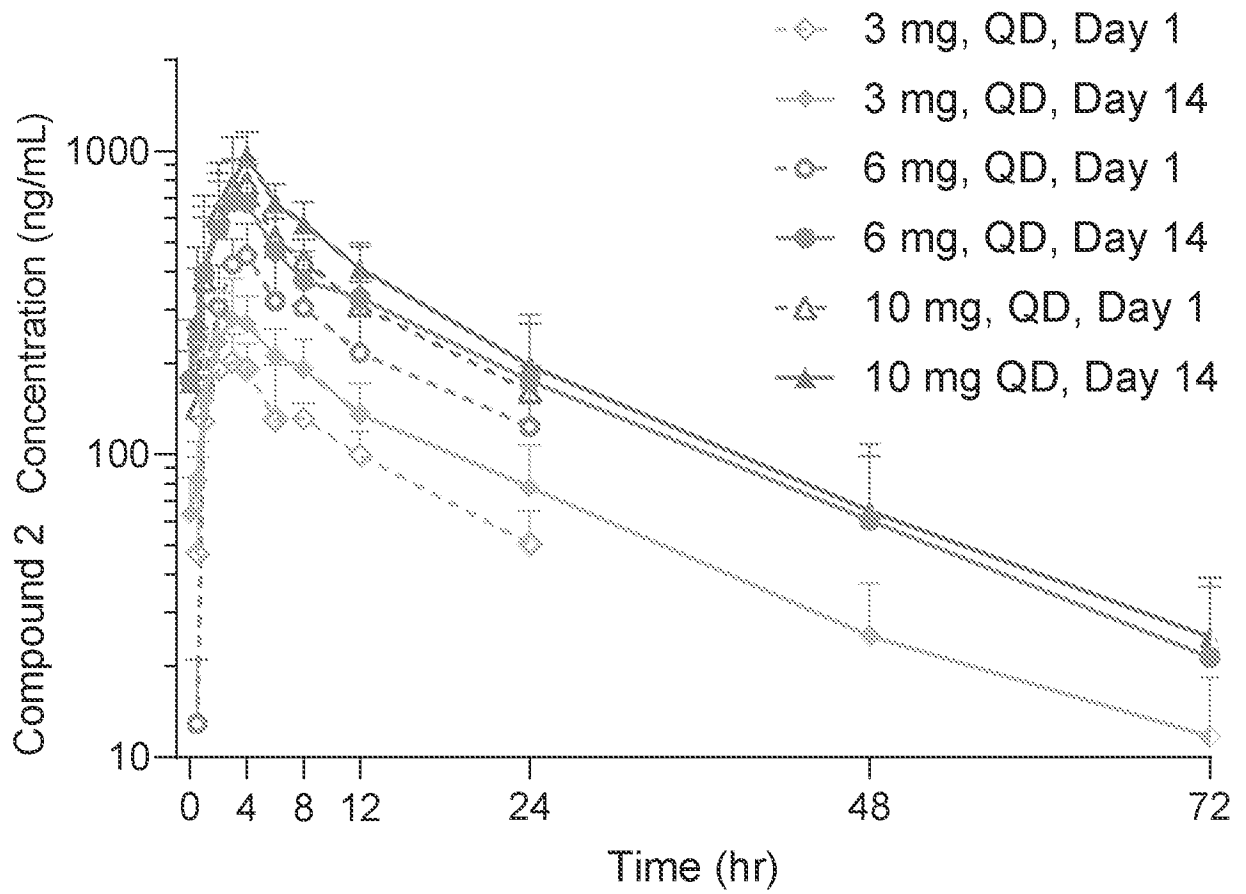 3 mg, QD, Day 1
3 mg, QD, Day 14
6 mg, QD, Day 1
6 mg, QD, Day 14
10 mg, QD, Day 1
10 mg QD, Day 14
Compound 2 Concentration (ng/mL)
1000
100
10
0 4 8 12 24 48 72
Time (hr)